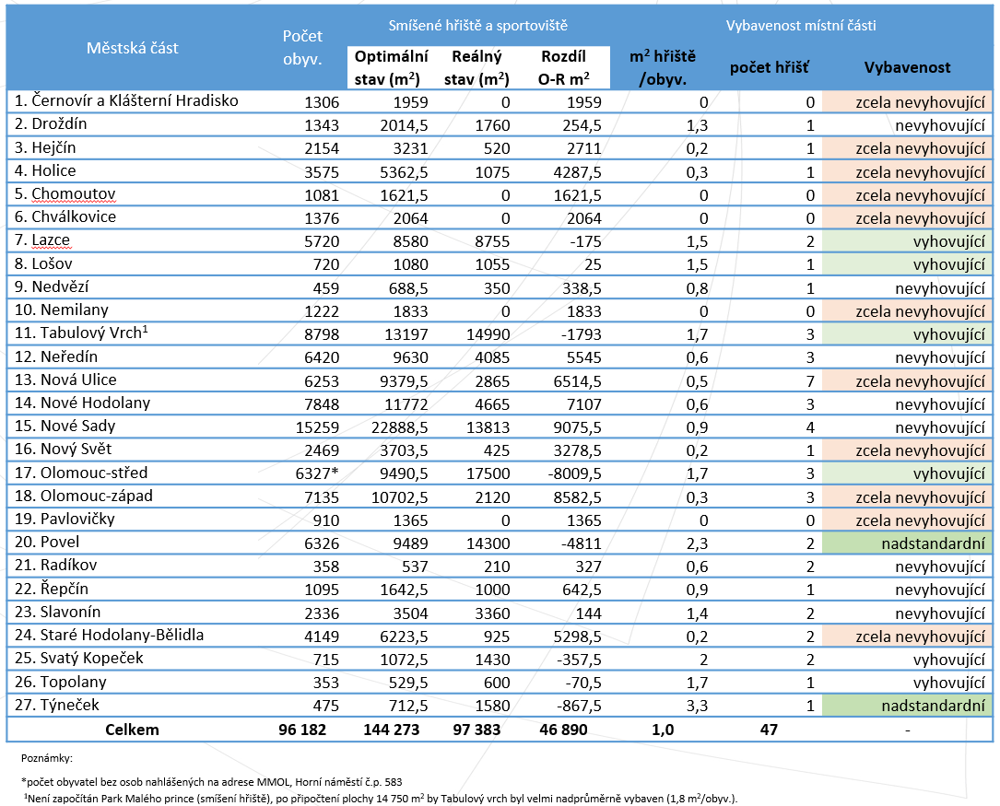 Městská část Počet obyv. Smíšené hřiště a sportoviště Vybavenost místní části
Optimální stav (m²) Reálný stav (m²) Rozdíl O-R m² m² hřiště /obyv. počet hřišť Vybavenost
1. Černovír a Klášterní Hradisko 1306 1959 0 1959 0 0 zcela nevyhovující
2. Droždín 1343 2014,5 1760 254,5 1,3 1 nevyhovující
3. Hejčín 2154 3231 520 2711 0,2 1 zcela nevyhovující
4. Holice 3575 5362,5 1075 4287,5 0,3 1 zcela nevyhovující
5. Chomoutov 1081 1621,5 0 1621,5 0 0 zcela nevyhovující
6. Chválkovice 1376 2064 0 2064 0 0 zcela nevyhovující
7. Lazce 5720 8580 8755 -175 1,5 2 vyhovující
8. Lošov 720 1080 1055 25 1,5 1 vyhovující
9. Nedvězí 459 688,5 350 338,5 0,8 1 nevyhovující
10. Nemilany 1222 1833 0 1833 0 0 zcela nevyhovující
11. Tabulový Vrch¹ 8798 13197 14990 -1793 1,7 3 vyhovující
12. Neředín 6420 9630 4085 5545 0,6 3 nevyhovující
13. Nová Ulice 6253 9379,5 2865 6514,5 0,5 7 zcela nevyhovující
14. Nové Hodolany 7848 11772 4665 7107 0,6 3 nevyhovující
15. Nové Sady 15259 22888,5 13813 9075,5 0,9 4 nevyhovující
16. Nový Svět 2469 3703,5 425 3278,5 0,2 1 zcela nevyhovující
17. Olomouc-střed 6327* 9490,5 17500 -8009,5 1,7 3 vyhovující
18. Olomouc-západ 7135 10702,5 2120 8582,5 0,3 3 zcela nevyhovující
19. Pavlovičky 910 1365 0 1365 0 0 zcela nevyhovující
20. Povel 6326 9489 14300 -4811 2,3 2 nadstandardní
21. Radíkov 358 537 210 327 0,6 2 nevyhovující
22. Řepčín 1095 1642,5 1000 642,5 0,9 1 nevyhovující
23. Slavonín 2336 3504 3360 144 1,4 2 nevyhovující
24. Staré Hodolany-Bělidla 4149 6223,5 925 5298,5 0,2 2 zcela nevyhovující
25. Svatý Kopeček 715 1072,5 1430 -357,5 2 2 vyhovující
26. Topolany 353 529,5 600 -70,5 1,7 1 vyhovující
27. Týneček 475 712,5 1580 -867,5 3,3 1 nadstandardní
Celkem 96 182 144 273 97 383 46 890 1,0 47 -
Poznámky:
*počet obyvatel bez osob nahlášených na adrese MMOL, Horní náměstí č.p. 583
¹Není započítán Park Malého prince (smíšení hřiště), po připočtení plochy 14 750 m² by Tabulový vrch byl velmi nadprůměrně vybaven (1,8 m²/obyv.).